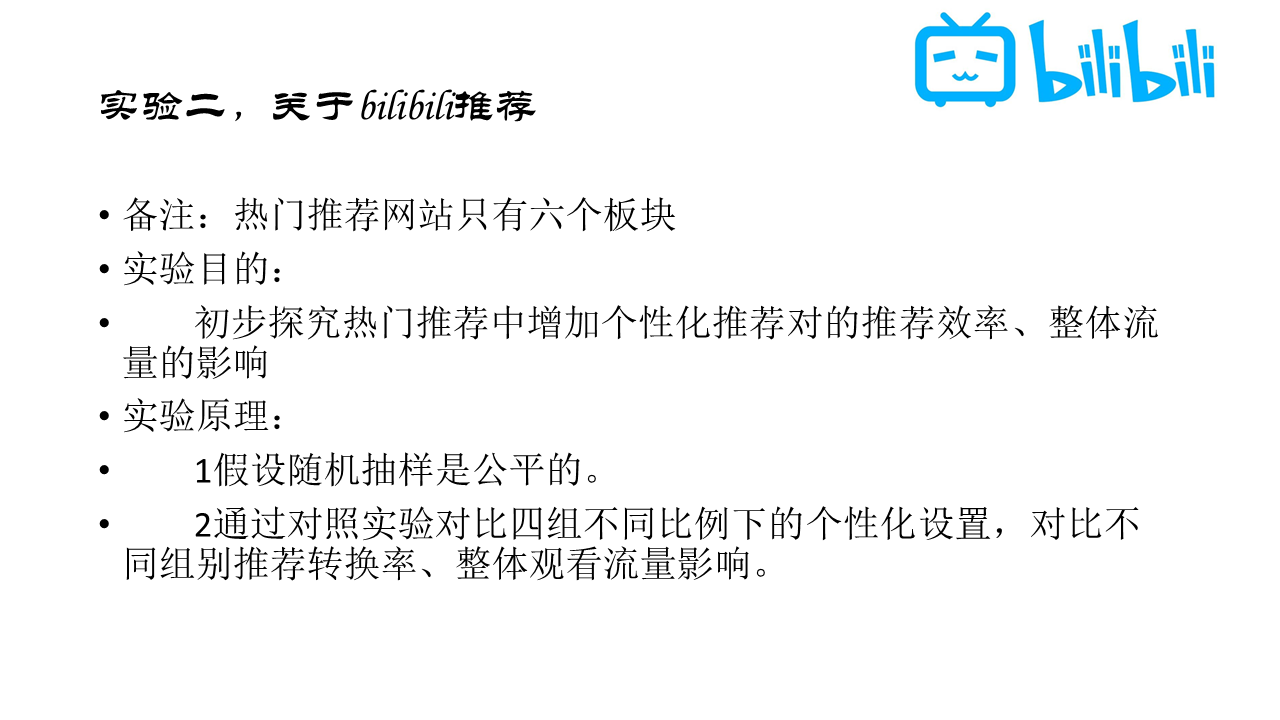 bilibili
实验二，关于bilibili推荐
• 备注：热门推荐网站只有六个板块
• 实验目的：
• 初步探究热门推荐中增加个性化推荐对的推荐效率、整体流
量的影响
• 实验原理：
• 1假设随机抽样是公平的。
• 2通过对照实验对比四组不同比例下的个性化设置，对比不
同组别推荐转换率、整体观看流量影响。